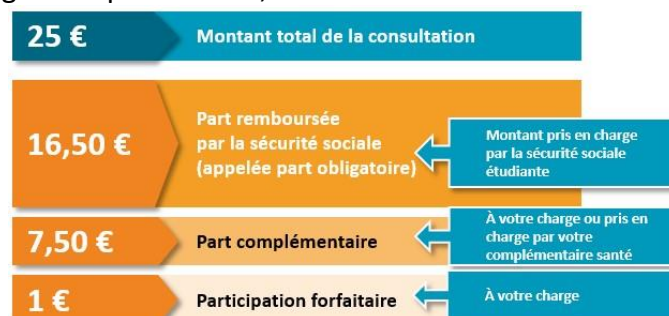 25 € Montant total de la consultation
16,50 €
Part remboursée
par la sécurité sociale
(appelée part obligatoire)
Montant pris en charge
par la sécurité sociale
étudiante
7,50 € Part complémentaire
À votre charge ou pris en
charge par votre
complémentaire santé
1 € Participation forfaitaire
À votre charge